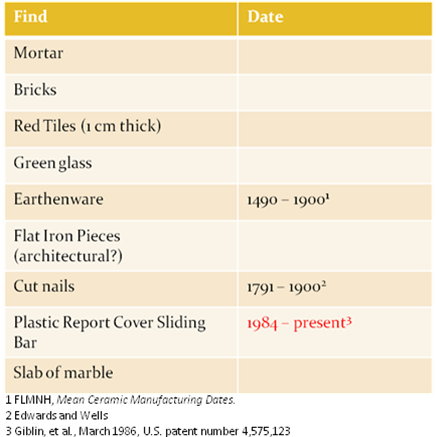 Find Date
Mortar
Bricks
Red Tiles (1 cm thick)
Green glass
Earthenware 1490 – 1900¹
Flat Iron Pieces
(architectural?)
Cut nails 1791 – 1900²
Plastic Report Cover Sliding 1984 – present³
Bar
Slab of marble
1 FLMNH, Mean Ceramic Manufacturing Dates.
2 Edwards and Wells
3 Giblin, et al., March 1986, U.S. patent number 4,575,123